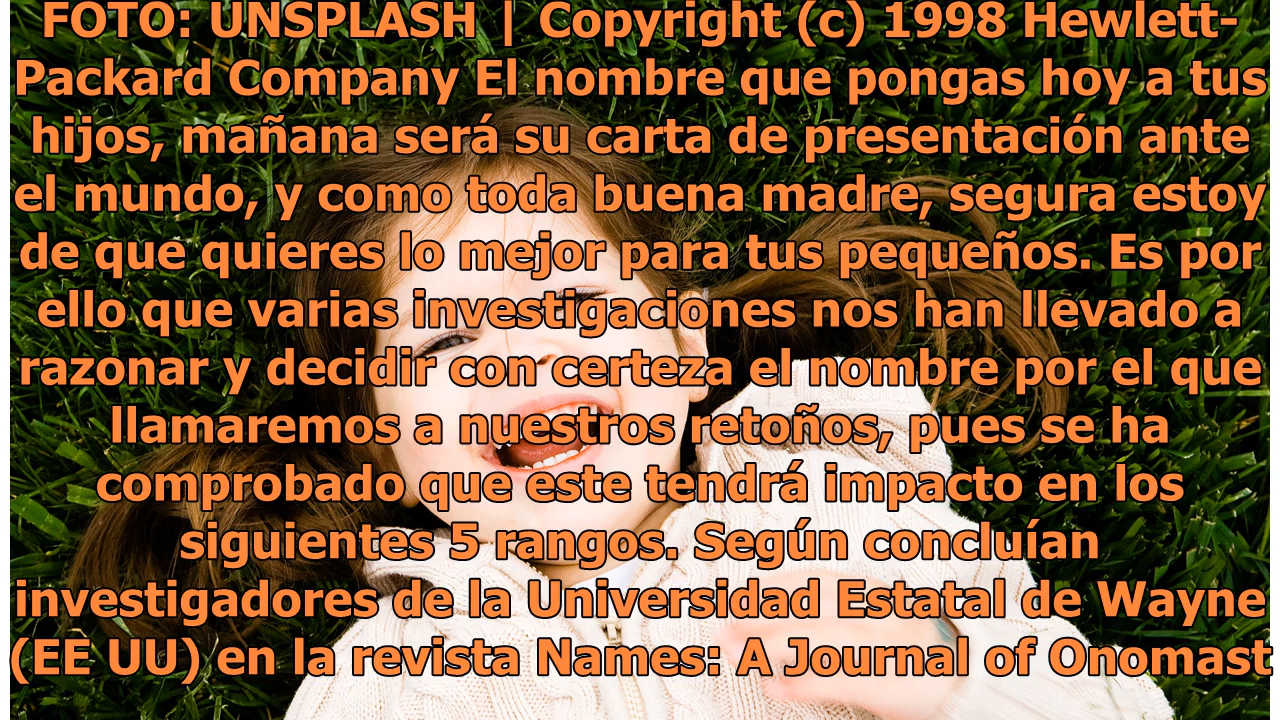 FOTO: UNSPLASH | Copyright (c) 1998 Hewlett-
Packard Company El nombre que pongas hoy a tus
hijos, mañana será su carta de presentación ante
el mundo, y como toda buena madre, segura estoy
de que quieres lo mejor para tus pequeños. Es por
ello que varias investigaciones nos han llevado a
razonar y decidir con certeza el nombre por el que
llamaremos a nuestros retoños, pues se ha
comprobado que este tendrá impacto en los
siguientes 5 rangos. Según concluían
investigadores de la Universidad Estatal de Wayne
(EE UU) en la revista Names: A Journal of Onomast